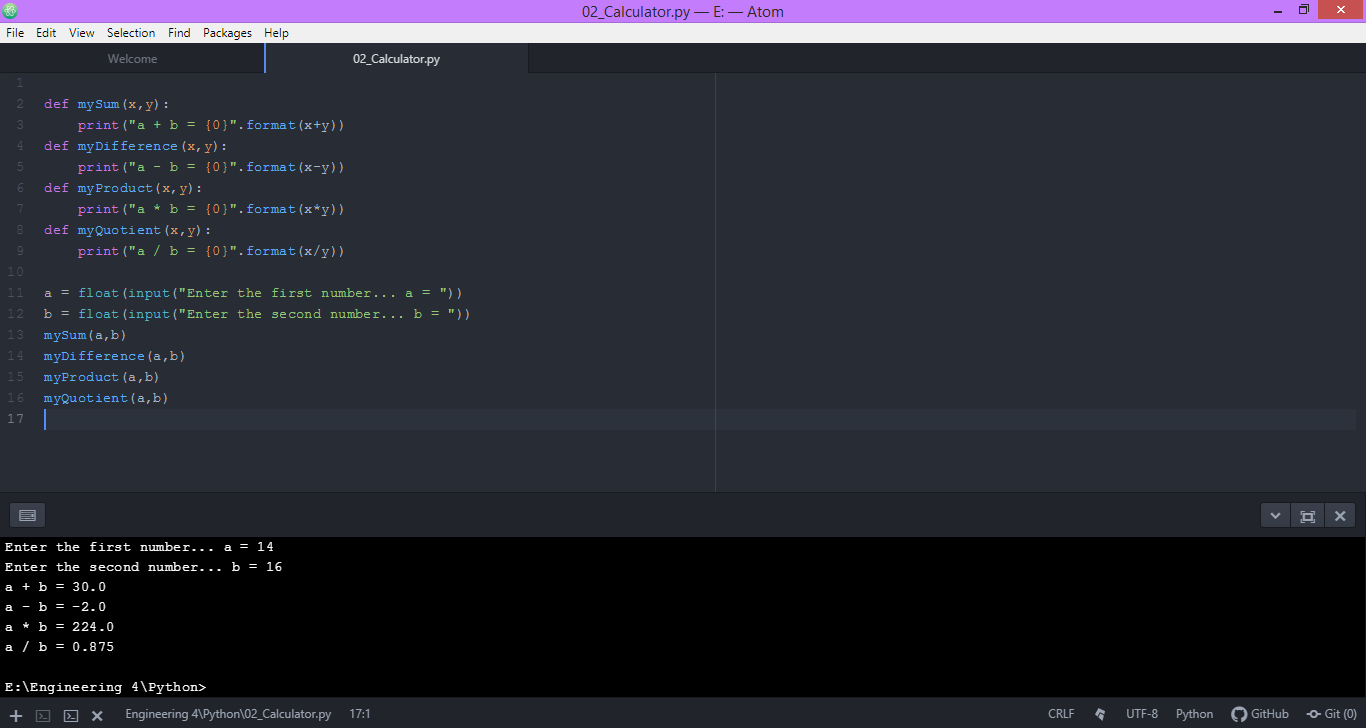 02_Calculator.py — E: — Atom
File Edit View Selection Find Packages Help
Welcome 02_Calculator.py
1
2 def mySum(x,y):
3     print("a + b = {0}".format(x+y))
4 def myDifference(x,y):
5     print("a - b = {0}".format(x-y))
6 def myProduct(x,y):
7     print("a * b = {0}".format(x*y))
8 def myQuotient(x,y):
9     print("a / b = {0}".format(x/y))
10
11 a = float(input("Enter the first number... a = "))
12 b = float(input("Enter the second number... b = "))
13 mySum(a,b)
14 myDifference(a,b)
15 myProduct(a,b)
16 myQuotient(a,b)
17
Enter the first number... a = 14
Enter the second number... b = 16
a + b = 30.0
a - b = -2.0
a * b = 224.0
a / b = 0.875
E:\Engineering 4\Python>
Engineering 4\Python\02_Calculator.py 17:1 CRLF UTF-8 Python GitHub Git (0)